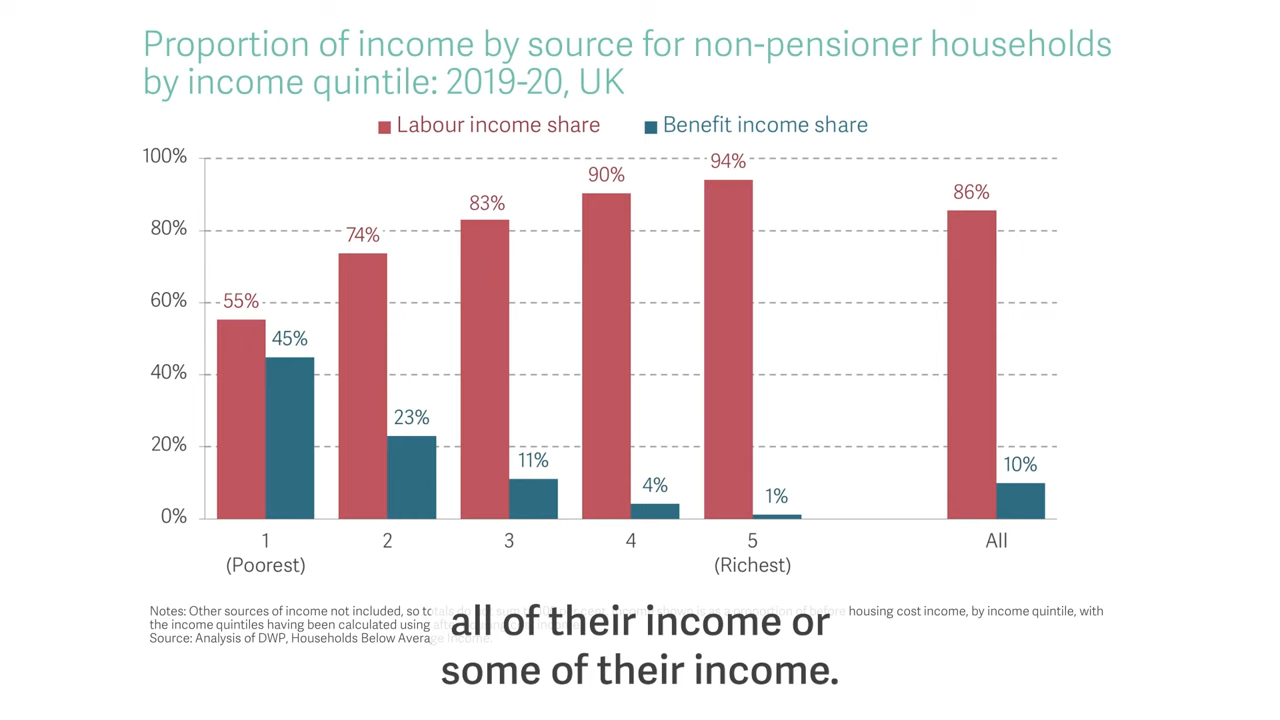 Proportion of income by source for non-pensioner households
by income quintile: 2019-20, UK
Labour income share Benefit income share
100%
80%
60%
40%
20%
0%
55%
45%
74%
23%
83%
11%
90%
4%
94%
1%
86%
10%
1 2 3 4 5 All
(Poorest) (Richest)
Notes: Other sources of income not included, so totals do housing cost income, by income quintile, with
the income quintiles having been calculated using
Source: Analysis of DWP, Households Below Average Income.
all of their income or
some of their income.